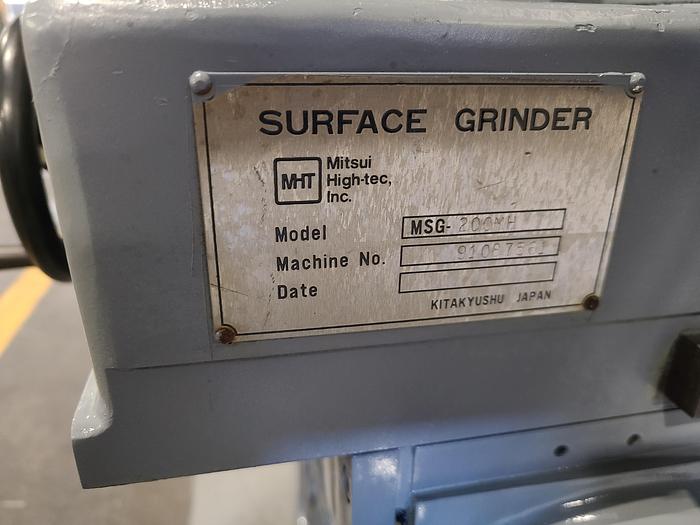 SURFACE GRINDER
MHT
Mitsui
High-tec,
Inc.
Model MSG-200MH
Machine No.
Date
KITAKYUSHU JAPAN